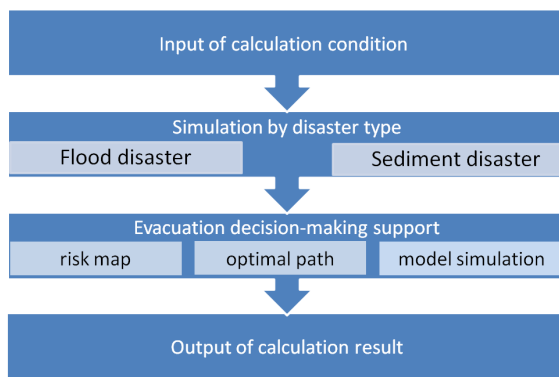 Input of calculation condition
Simulation by disaster type
Flood disaster
Sediment disaster
Evacuation decision-making support
risk map
optimal path
model simulation
Output of calculation result